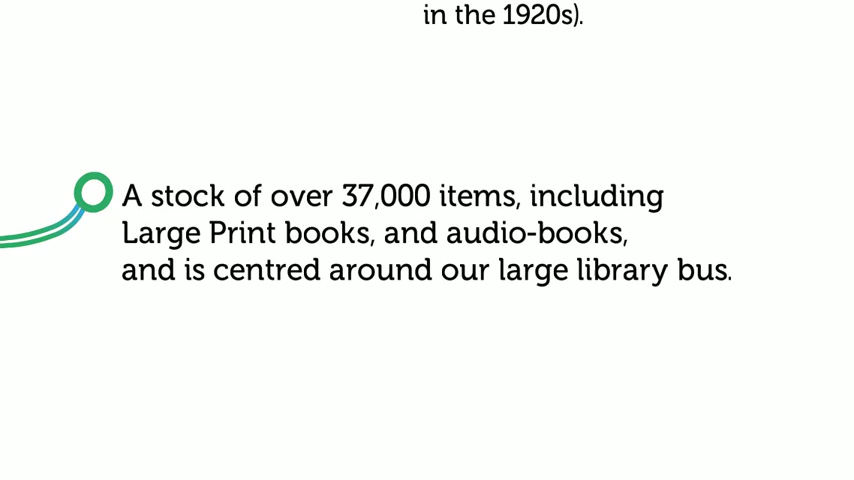 in the 1920s).
A stock of over 37,000 items, including
Large Print books, and audio-books,
and is centred around our large library bus.